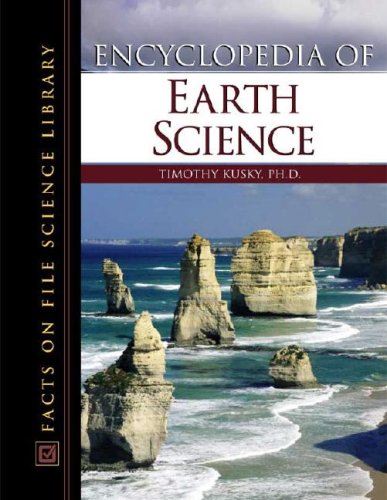 ENCYCLOPEDIA OF
EARTH
SCIENCE
TIMOTHY KUSKY, PH.D.
FACTS ON FILE SCIENCE LIBRARY